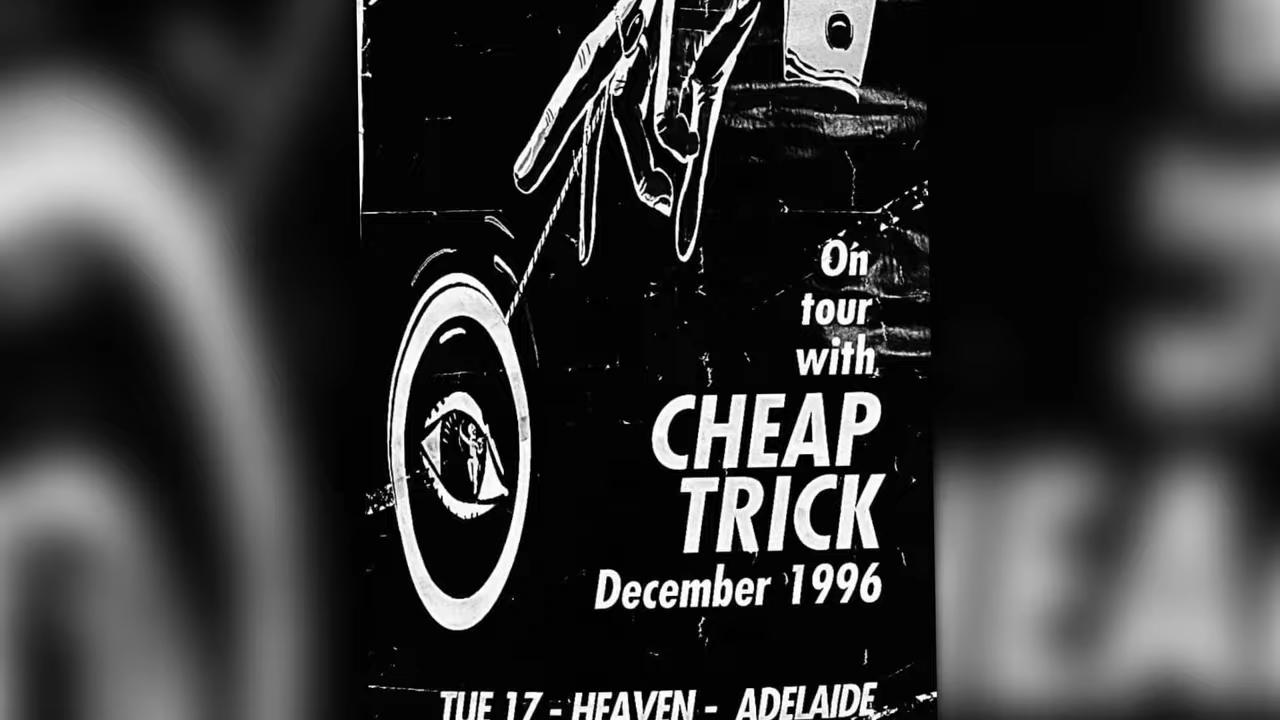 On
tour
with
CHEAP
TRICK
December 1996
TUE 17 - HEAVEN - ADELAIDE